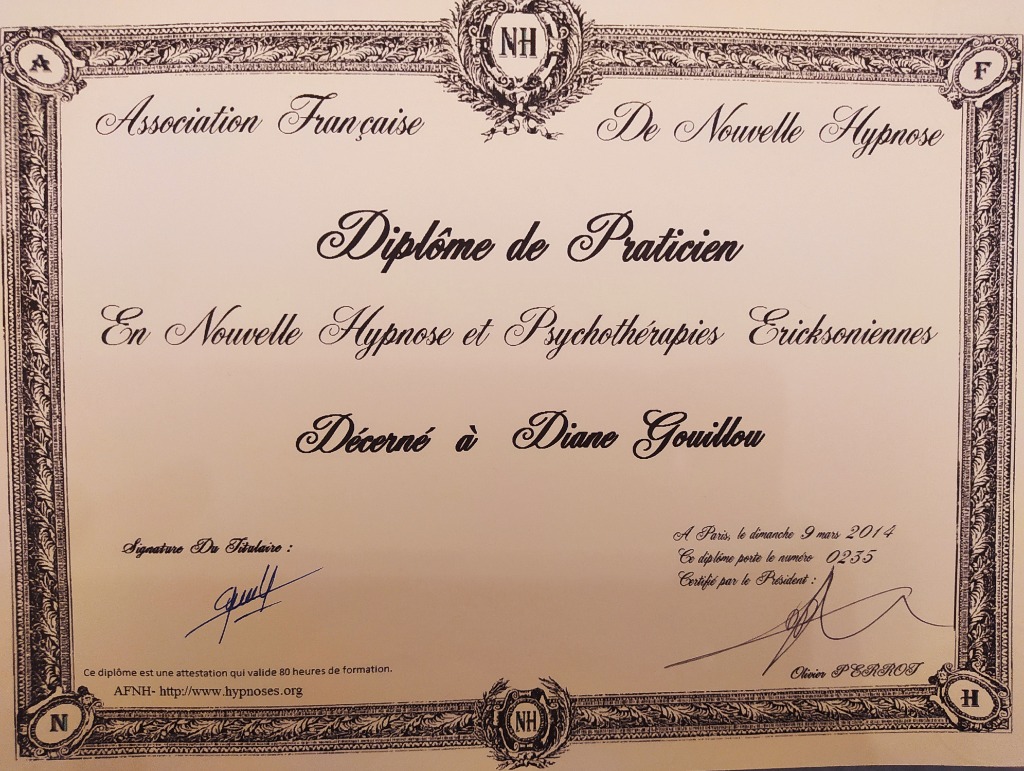 NH
A
F
Association Française De Nouvelle Hypnose
Diplôme de Praticien
En Nouvelle Hypnose et Psychothérapies Ericksoniennes
Décerné à Diane Gouillou
Signature Du Titulaire :
A Paris, le dimanche 9 mars 2014
Ce diplôme porte le numéro 0235
Certifié par le Président :
Olivier PERROT
Ce diplôme est une attestation qui valide 80 heures de formation.
AFNH- http://www.hypnoses.org
N
NH
H